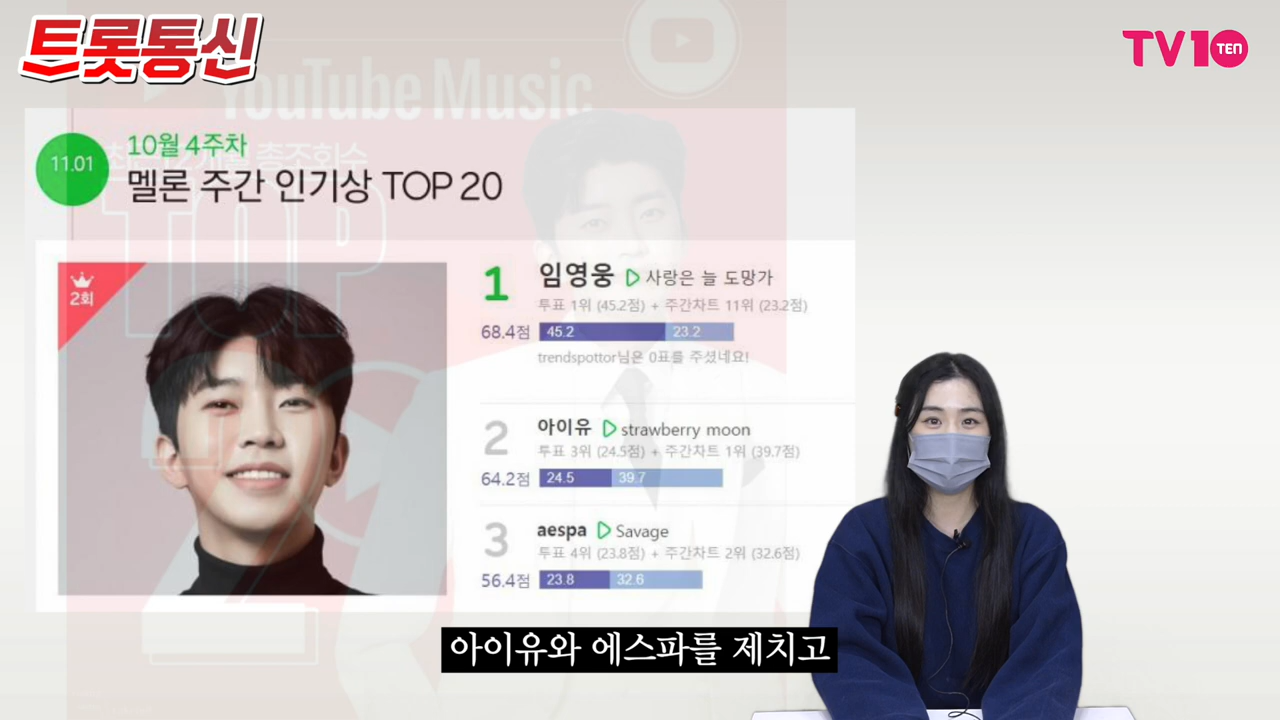 트롯통신
TV10
TEN
YouTube Music
11.01
10월 4주차
멜론 주간 인기상 TOP 20
TOP
2회
1 임영웅 사랑은 늘 도망가
투표 1위 (45.2점) + 주간차트 11위 (23.2점)
68.4점 45.2 23.2
trendspottor님은 0표를 주셨네요!
2 아이유 strawberry moon
투표 3위 (24.5점) + 주간차트 1위 (39.7점)
64.2점 24.5 39.7
3 aespa Savage
투표 4위 (23.8점) + 주간차트 2위 (32.6점)
56.4점 23.8 32.6
아이유와 에스파를 제치고